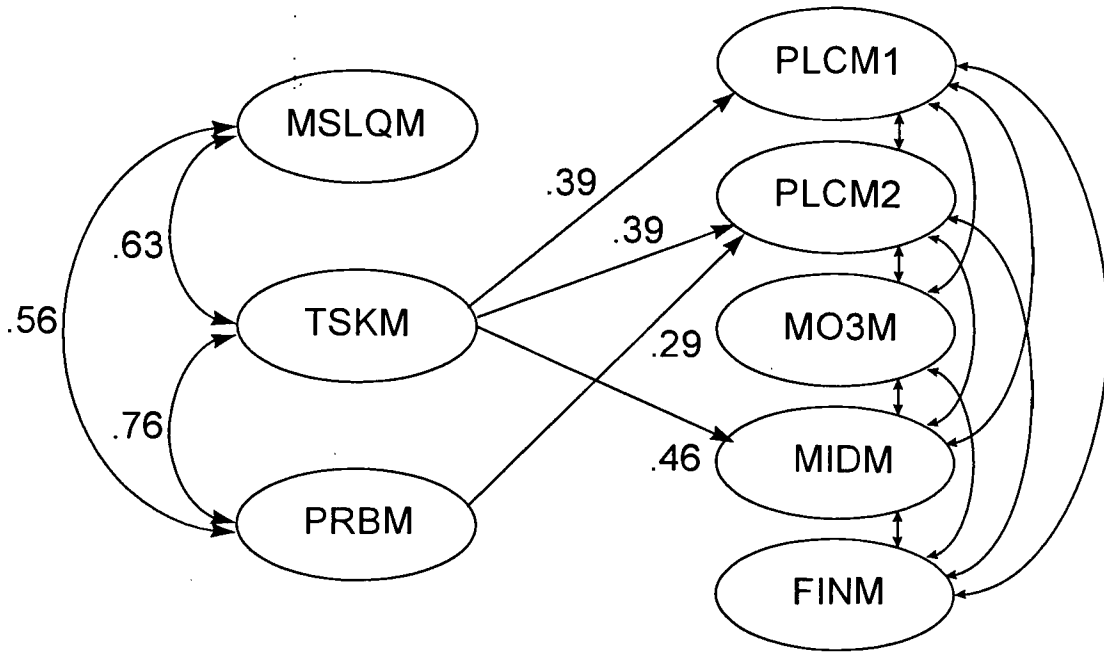 PLCM1
MSLQM
.39
PLCM2
.39
.63
TSKM
MO3M
.56
.29
.76
.46
MIDM
PRBM
FINM